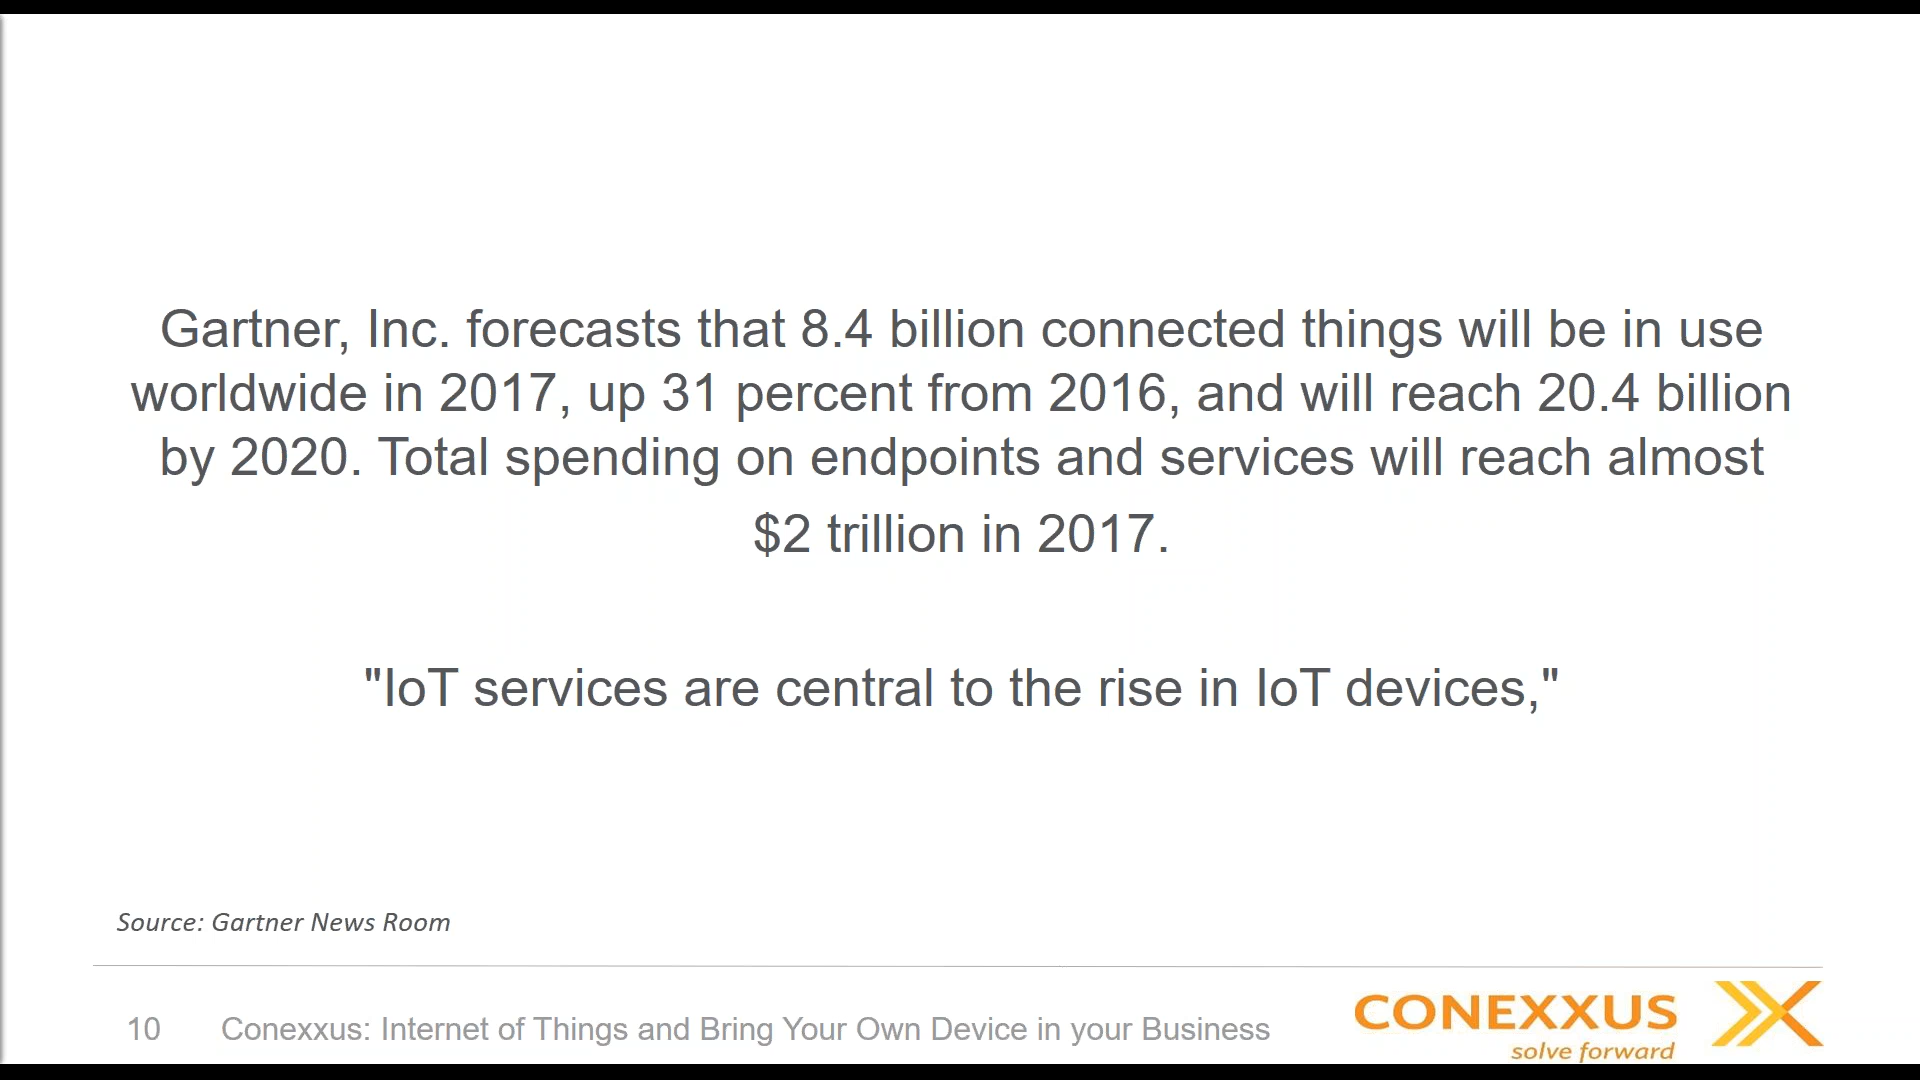 Gartner, Inc. forecasts that 8.4 billion connected things will be in use
worldwide in 2017, up 31 percent from 2016, and will reach 20.4 billion
by 2020. Total spending on endpoints and services will reach almost
$2 trillion in 2017.
"IoT services are central to the rise in IoT devices,"
Source: Gartner News Room
10 Conexxus: Internet of Things and Bring Your Own Device in your Business
CONEXXUS
solve forward